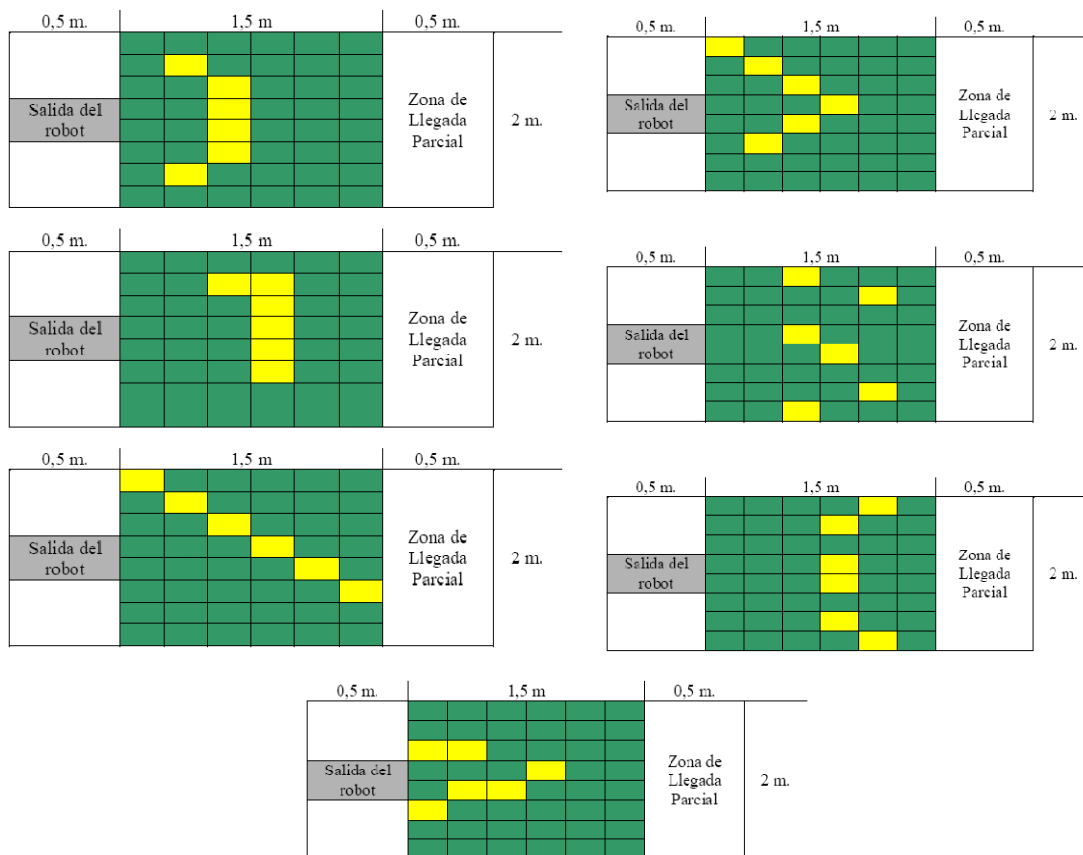 0,5 m.
1,5 m
0,5 m.
Salida del
robot
Zona de
Llegada
Parcial
2 m.
0,5 m.
1,5 m
0,5 m.
Salida del
robot
Zona de
Llegada
Parcial
2 m.
0,5 m.
1,5 m
0,5 m.
Salida del
robot
Zona de
Llegada
Parcial
2 m.
0,5 m.
1,5 m
0,5 m.
Salida del
robot
Zona de
Llegada
Parcial
2 m.
0,5 m.
1,5 m
0,5 m.
Salida del
robot
Zona de
Llegada
Parcial
2 m.
0,5 m.
1,5 m
0,5 m.
Salida del
robot
Zona de
Llegada
Parcial
2 m.
0,5 m.
1,5 m
0,5 m.
Salida del
robot
Zona de
Llegada
Parcial
2 m.